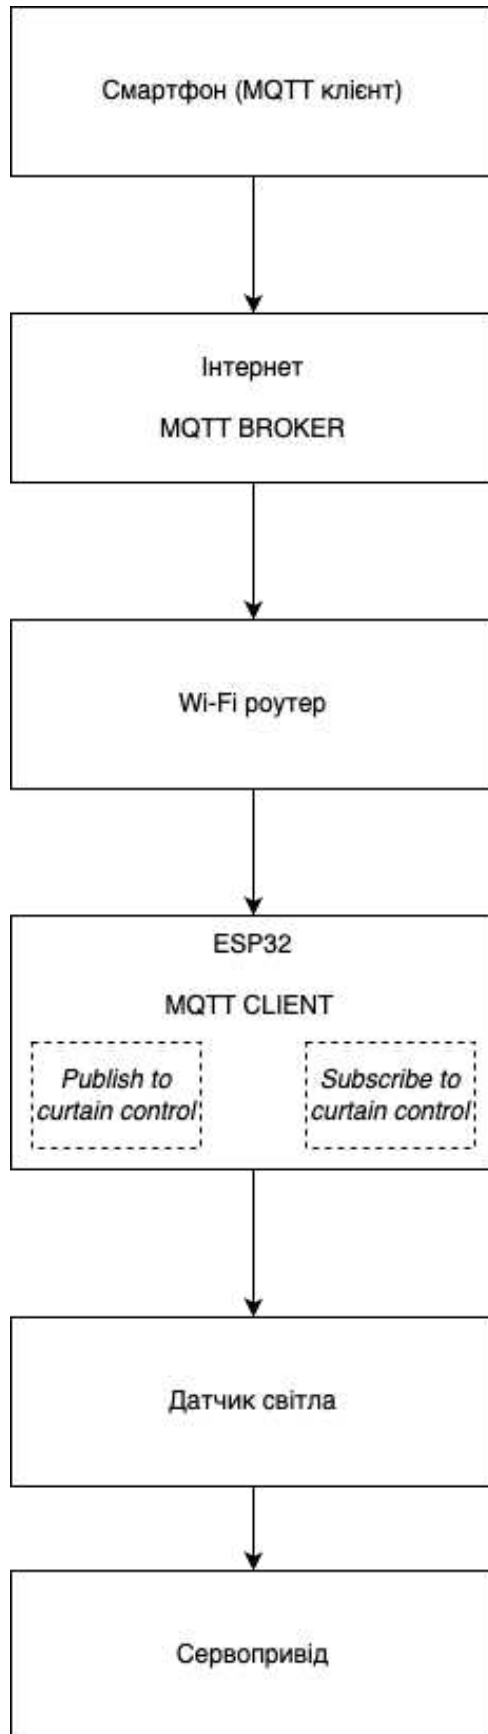 Смартфон (MQTT клієнт)
Інтернет
MQTT BROKER
Wi-Fi роутер
ESP32
MQTT CLIENT
Publish to
curtain control
Subscribe to
curtain control
Датчик світла
Сервопривід